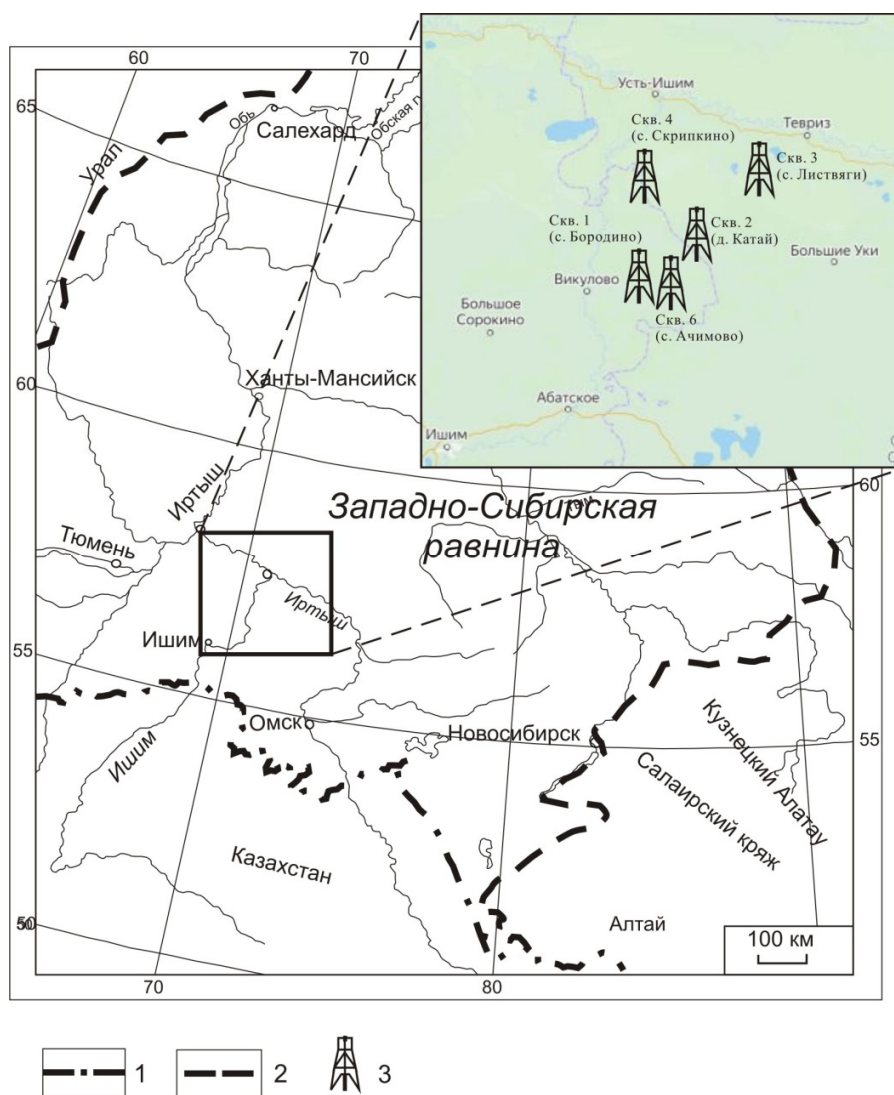 60
70
65
Обь
Салехард
Обская г
Урал
Усть-Ишим
Тевриз
Скв. 4
(с. Скрипкино)
Скв. 3
(с. Листвяги)
Скв. 1
(с. Бородино)
Скв. 2
(д. Катай)
Большие Уки
Викулово
Большое
Сорокино
Скв. 6
(с. Ачимово)
Абатское
Ишим
60
Ханты-Мансийск
60
Иртыш
Западно-Сибирская
равнина
Тым
Тюмень
Иртыш
Ишим
55
Омск
Новосибирск
55
Кузнецкий Алатау
Салаирский кряж
Ишим
Казахстан
50
Алтай
100 км
70
80
1
2
3